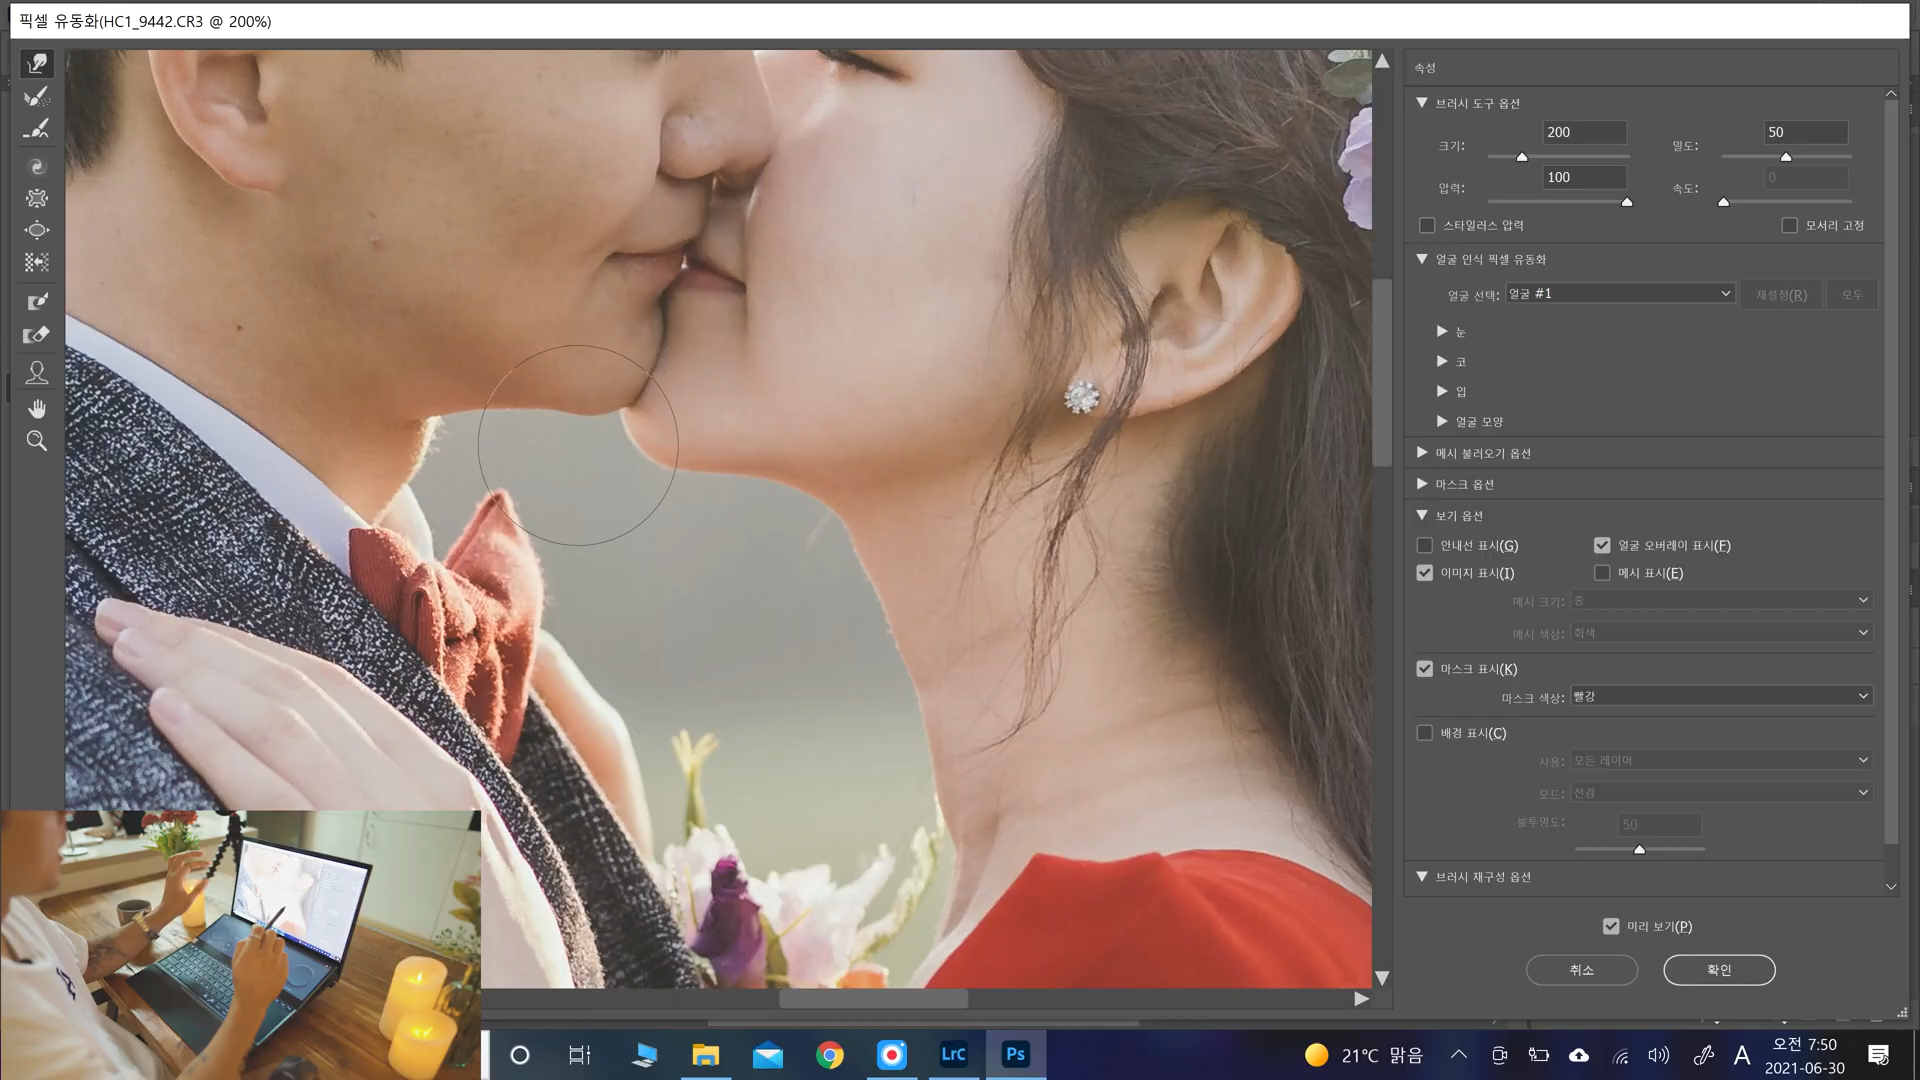 픽셀 유동화(HC1_9442.CR3 @ 200%)
속성
브러시 도구 옵션
크기: 200
밀도: 50
압력: 100
속도: 0
스타일러스 압력
모서리 고정
얼굴 인식 픽셀 유동화
얼굴 선택: 얼굴 #1
재설정(R)
모두
눈
코
입
얼굴 모양
메시 불러오기 옵션
마스크 옵션
보기 옵션
안내선 표시(G)
얼굴 오버레이 표시(F)
이미지 표시(I)
메시 표시(E)
메시 크기: 중
메시 색상: 회색
마스크 표시(K)
마스크 색상: 빨강
배경 표시(C)
사용: 모든 레이어
모드: 전경
불투명도: 50
브러시 재구성 옵션
미리 보기(P)
취소
확인
LrC
Ps
21°C 맑음
A
오전 7:50
2021-06-30